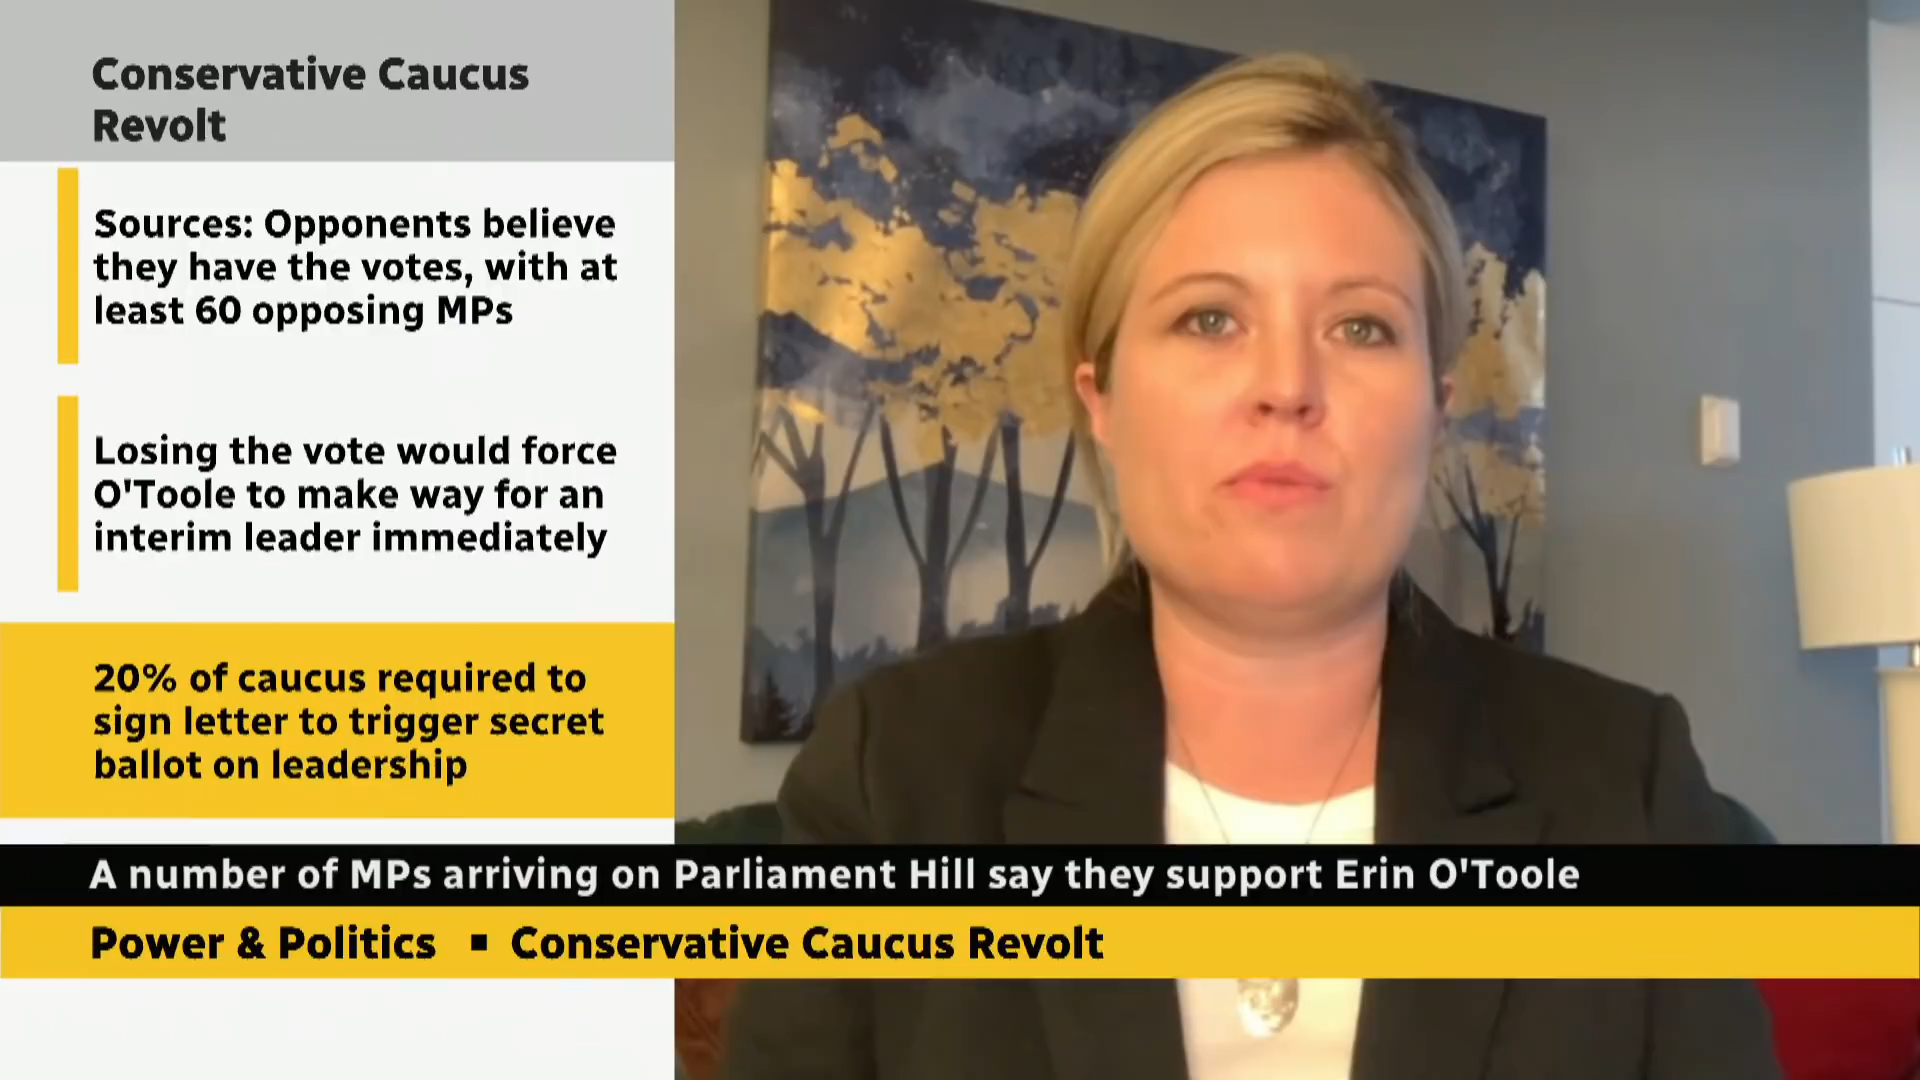 Conservative Caucus
Revolt
Sources: Opponents believe
they have the votes, with at
least 60 opposing MPs
Losing the vote would force
O'Toole to make way for an
interim leader immediately
20% of caucus required to
sign letter to trigger secret
ballot on leadership
A number of MPs arriving on Parliament Hill say they support Erin O'Toole
Power & Politics ▪ Conservative Caucus Revolt